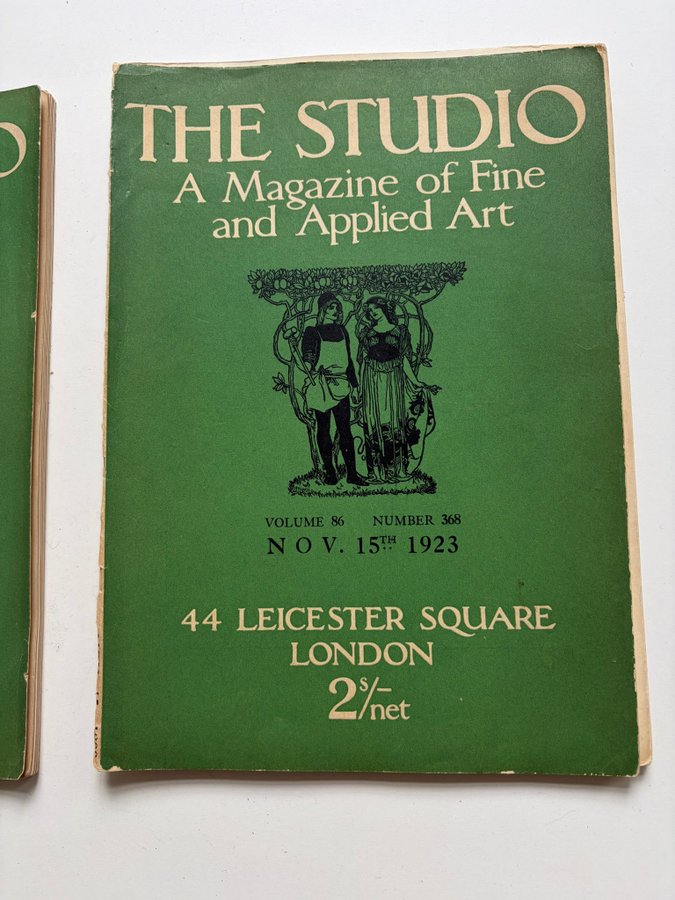 THE STUDIO
A Magazine of Fine
and Applied Art
VOLUME 86 NUMBER 368
NOV. 15TH 1923
44 LEICESTER SQUARE
LONDON
2s/-
net
O